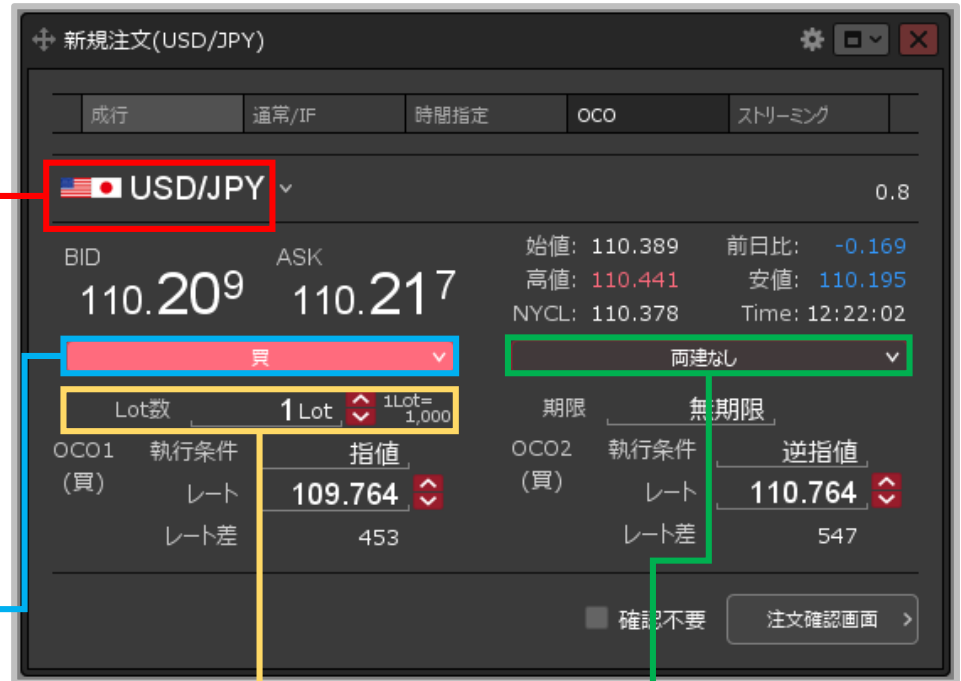 新規注文(USD/JPY)
成行 通常/IF 時間指定 OCO ストリーミング
USD/JPY 0.8
BID ASK 始値: 110.389 前日比: -0.169
110.209 110.217 高値: 110.441 安値: 110.195
NYCL: 110.378 Time: 12:22:02
買 両建なし
Lot数 1 Lot 1Lot= 1,000 期限 無期限
OCO1 執行条件 指値 OCO2 執行条件 逆指値
(買) レート 109.764 (買) レート 110.764
レート差 453 レート差 547
確認不要 注文確認画面